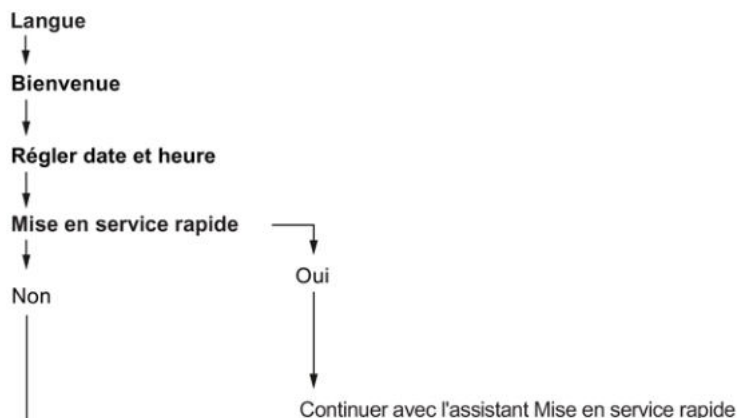 Langue
Bienvenue
Régler date et heure
Mise en service rapide
Oui
Non
Continuer avec l'assistant Mise en service rapide